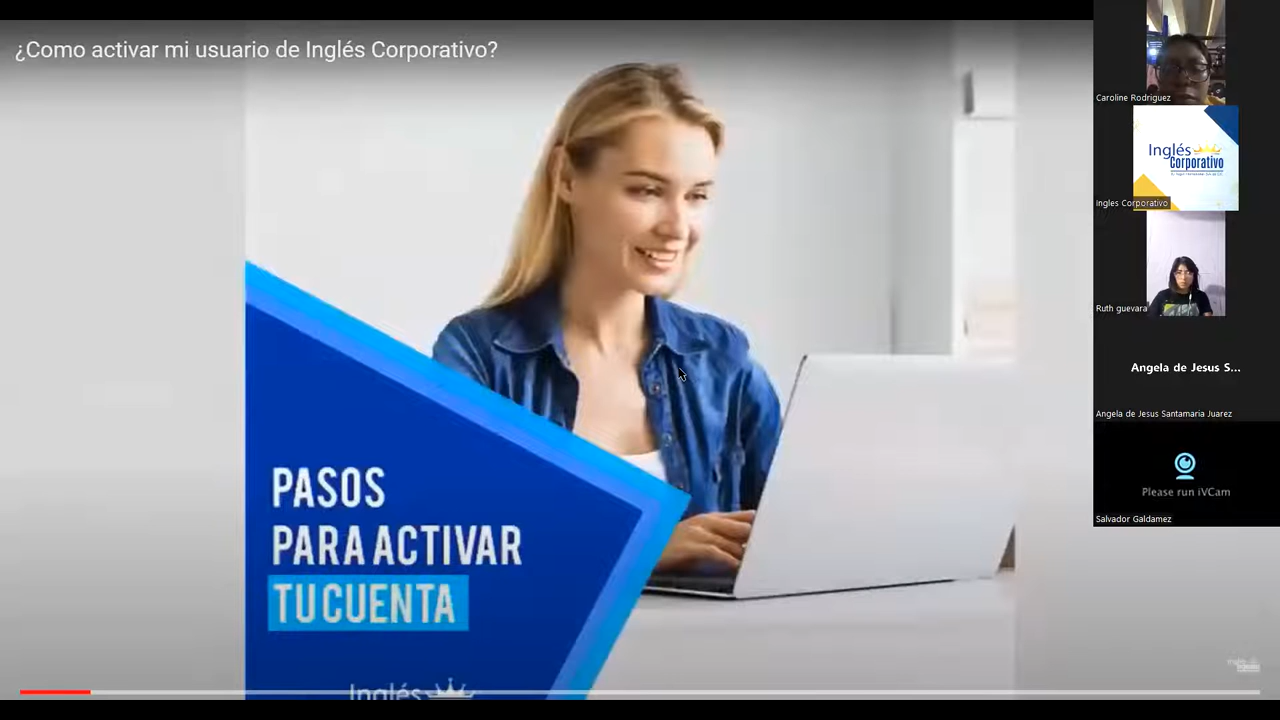 ¿Como activar mi usuario de Inglés Corporativo?
PASOS
PARA ACTIVAR
TU CUENTA
Inglés
Caroline Rodriguez
Inglés
Corporativo
Ingles Corporativo
Ruth guevara
Angela de Jesus S...
Angela de Jesus Santamaria Juarez
Please run iVCam
Salvador Galdamez